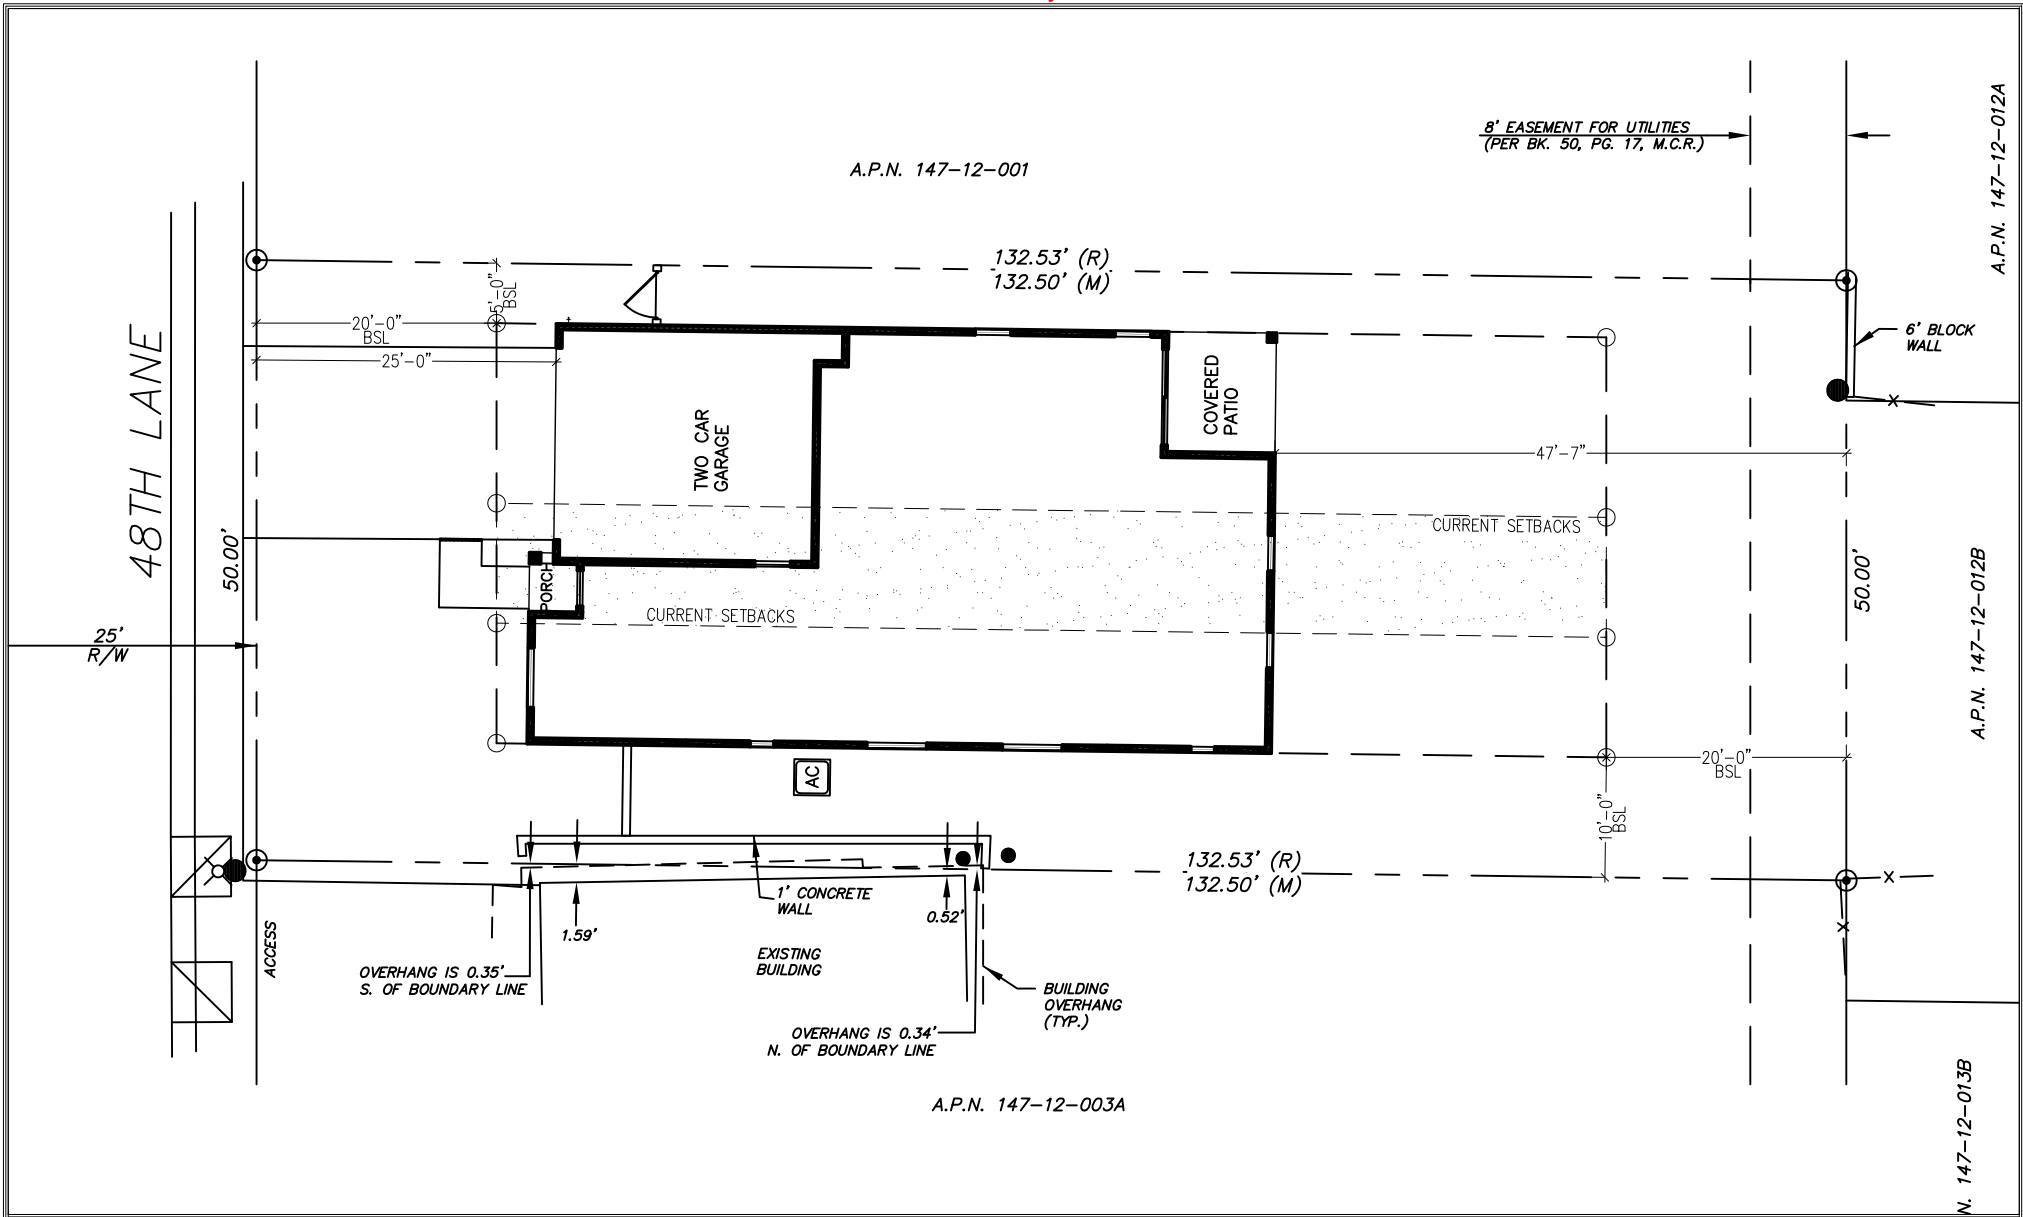 8' EASEMENT FOR UTILITIES
(PER BK. 50, PG. 17, M.C.R.)
A.P.N. 147-12-012A
A.P.N. 147-12-001
132.53' (R)
132.50' (M)
5'-0"
BSL
20'-0"
BSL
25'-0"
6' BLOCK
WALL
48TH LANE
COVERED
PATIO
TWO CAR
GARAGE
47'-7"
CURRENT SETBACKS
50.00'
50.00'
PORCH
CURRENT SETBACKS
25'
R/W
A.P.N. 147-12-012B
20'-0"
BSL
AC
10'-0"
BSL
132.53' (R)
132.50' (M)
1' CONCRETE
WALL
0.52'
1.59'
ACCESS
EXISTING
BUILDING
OVERHANG IS 0.35'
S. OF BOUNDARY LINE
BUILDING
OVERHANG
(TYP.)
OVERHANG IS 0.34'
N. OF BOUNDARY LINE
A.P.N. 147-12-003A
N. 147-12-013B